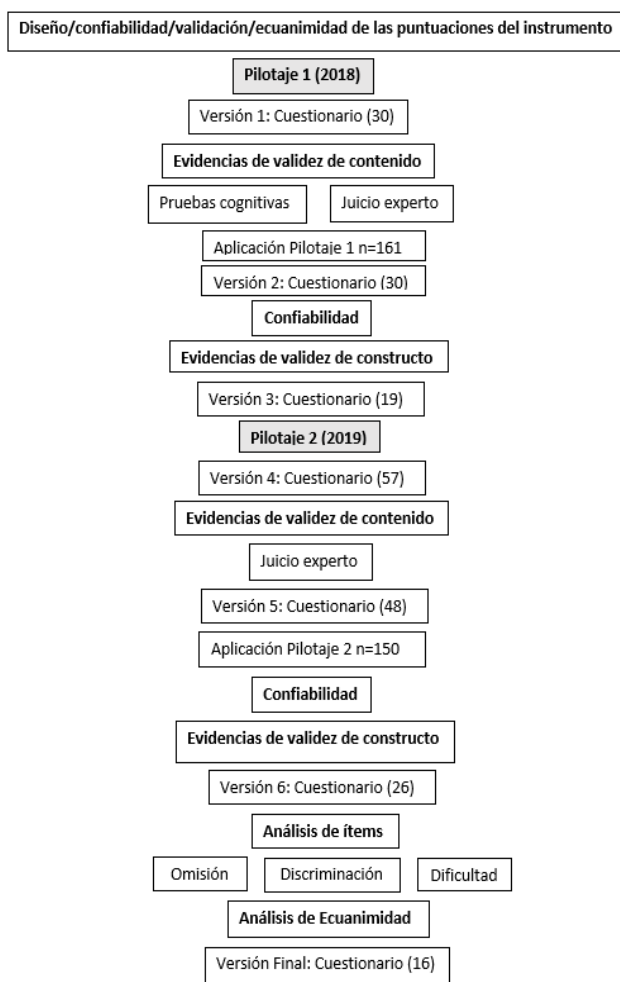 Diseño/confiabilidad/validación/ecuanimidad de las puntuaciones del instrumento
Pilotaje 1 (2018)
Versión 1: Cuestionario (30)
Evidencias de validez de contenido
Pruebas cognitivas
Juicio experto
Aplicación Pilotaje 1 n=161
Versión 2: Cuestionario (30)
Confiabilidad
Evidencias de validez de constructo
Versión 3: Cuestionario (19)
Pilotaje 2 (2019)
Versión 4: Cuestionario (57)
Evidencias de validez de contenido
Juicio experto
Versión 5: Cuestionario (48)
Aplicación Pilotaje 2 n=150
Confiabilidad
Evidencias de validez de constructo
Versión 6: Cuestionario (26)
Análisis de ítems
Omisión
Discriminación
Dificultad
Análisis de Ecuanimidad
Versión Final: Cuestionario (16)